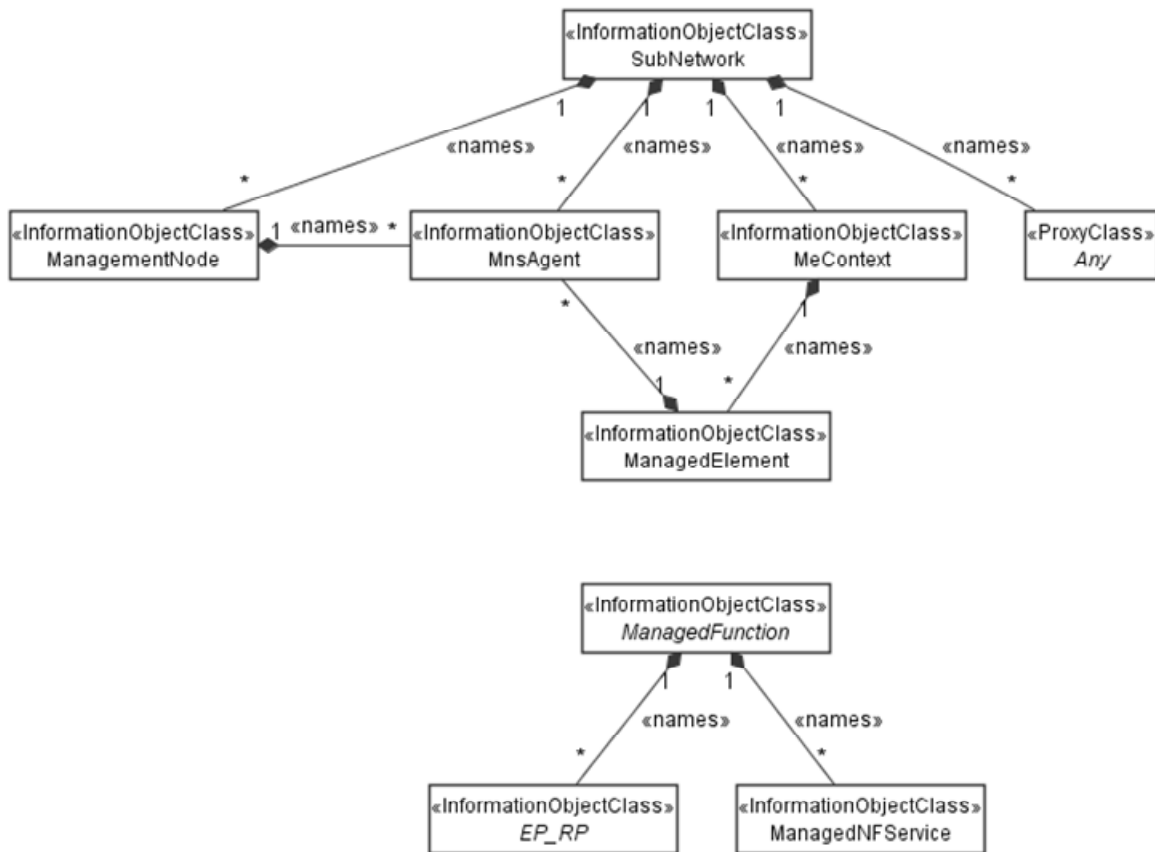 «InformationObjectClass»
SubNetwork
1 1 1 1
«names» «names» «names» «names»
* * * *
«InformationObjectClass»
ManagementNode
1 «names» *
«InformationObjectClass»
MnsAgent
«InformationObjectClass»
MeContext
«ProxyClass»
Any
* 1
«names» «names»
1 *
«InformationObjectClass»
ManagedElement
«InformationObjectClass»
ManagedFunction
1 1
«names» «names»
* *
«InformationObjectClass»
EP_RP
«InformationObjectClass»
ManagedNFService